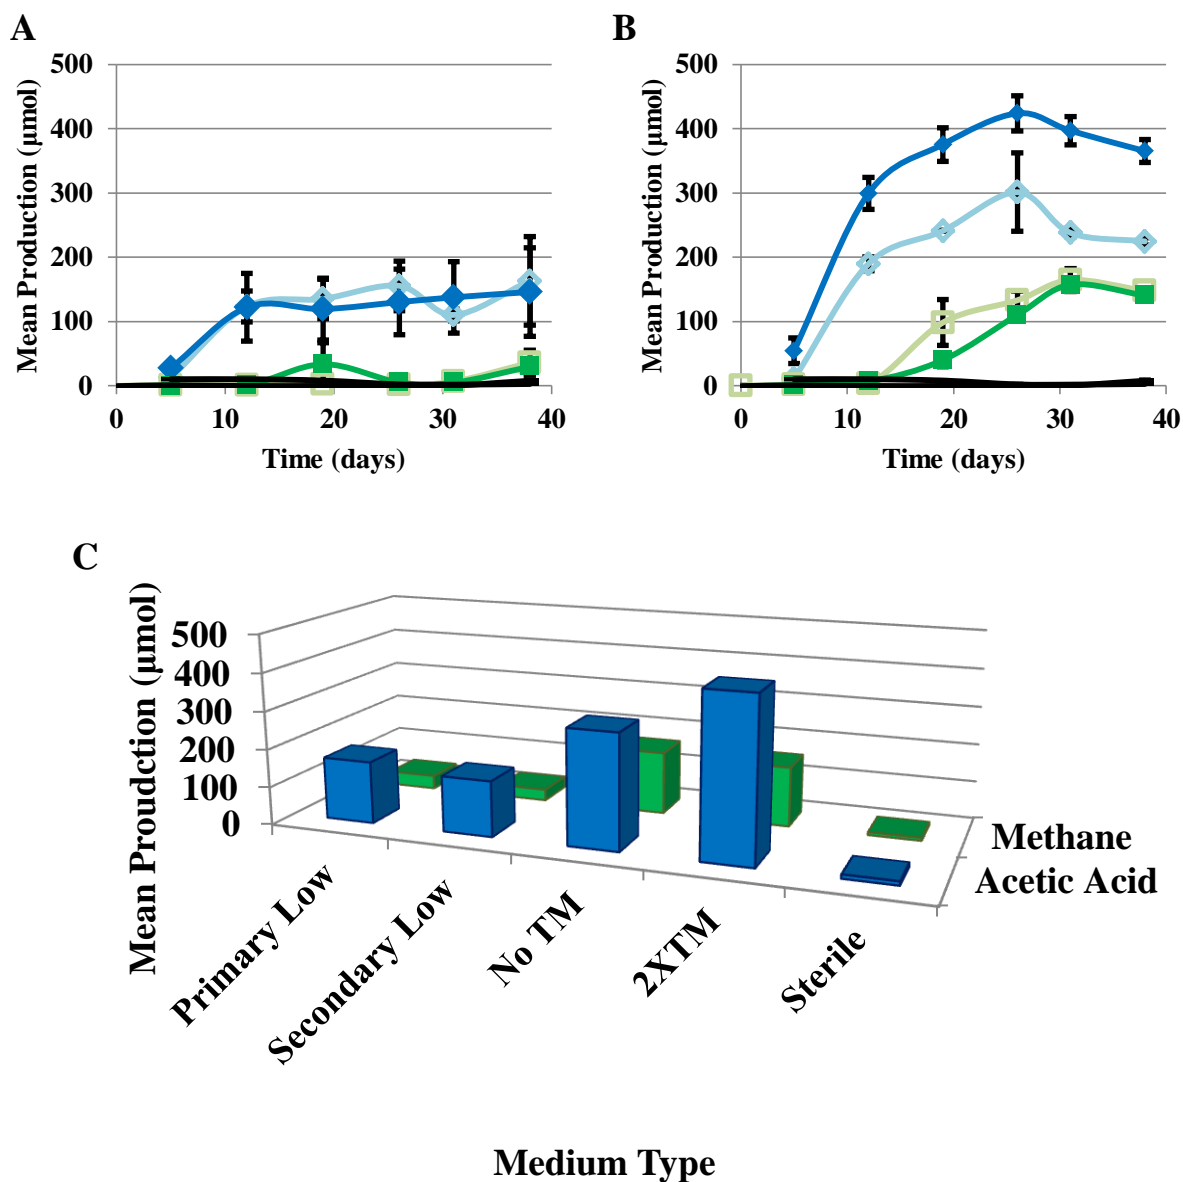 A
B
Mean Production (µmol)
500
400
300
200
100
0
0 10 20 30 40
Time (days)
Mean Production (µmol)
500
400
300
200
100
0
0 10 20 30 40
Time (days)
C
Mean Proudction (µmol)
500
400
300
200
100
0
Methane
Acetic Acid
Primary Low
Secondary Low
No TM
2XTM
Sterile
Medium Type